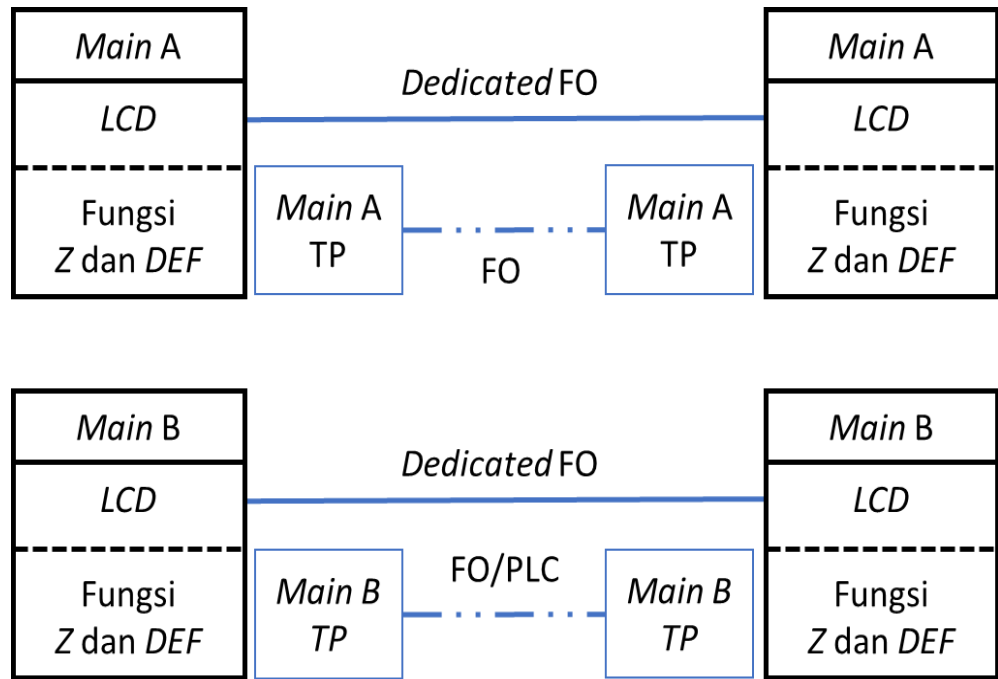 Main A
Main A
Dedicated FO
LCD
LCD
Fungsi
Z dan DEF
Main A
TP
FO
Main A
TP
Fungsi
Z dan DEF
Main B
Main B
Dedicated FO
LCD
LCD
FO/PLC
Fungsi
Z dan DEF
Main B
TP
Main B
TP
Fungsi
Z dan DEF